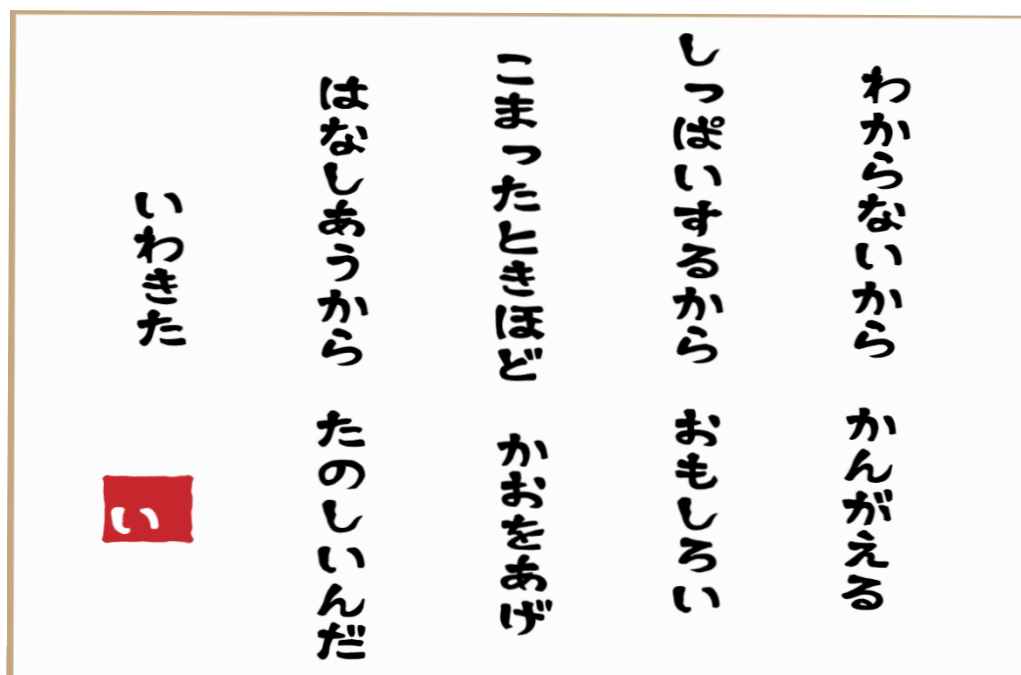 わからないから　かんがえる
しっぱいするから　おもしろい
こまったときほど　かおをあげ
はなしあうから　たのしいんだ
いわきた
い